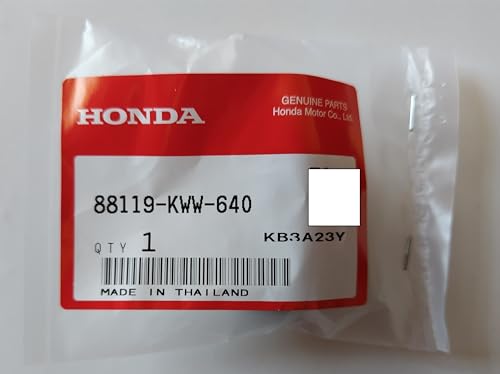 HONDA
GENUINE PARTS
Honda Motor Co., Ltd.
88119-KWW-640
QTY 1
KB3A23Y
MADE IN THAILAND